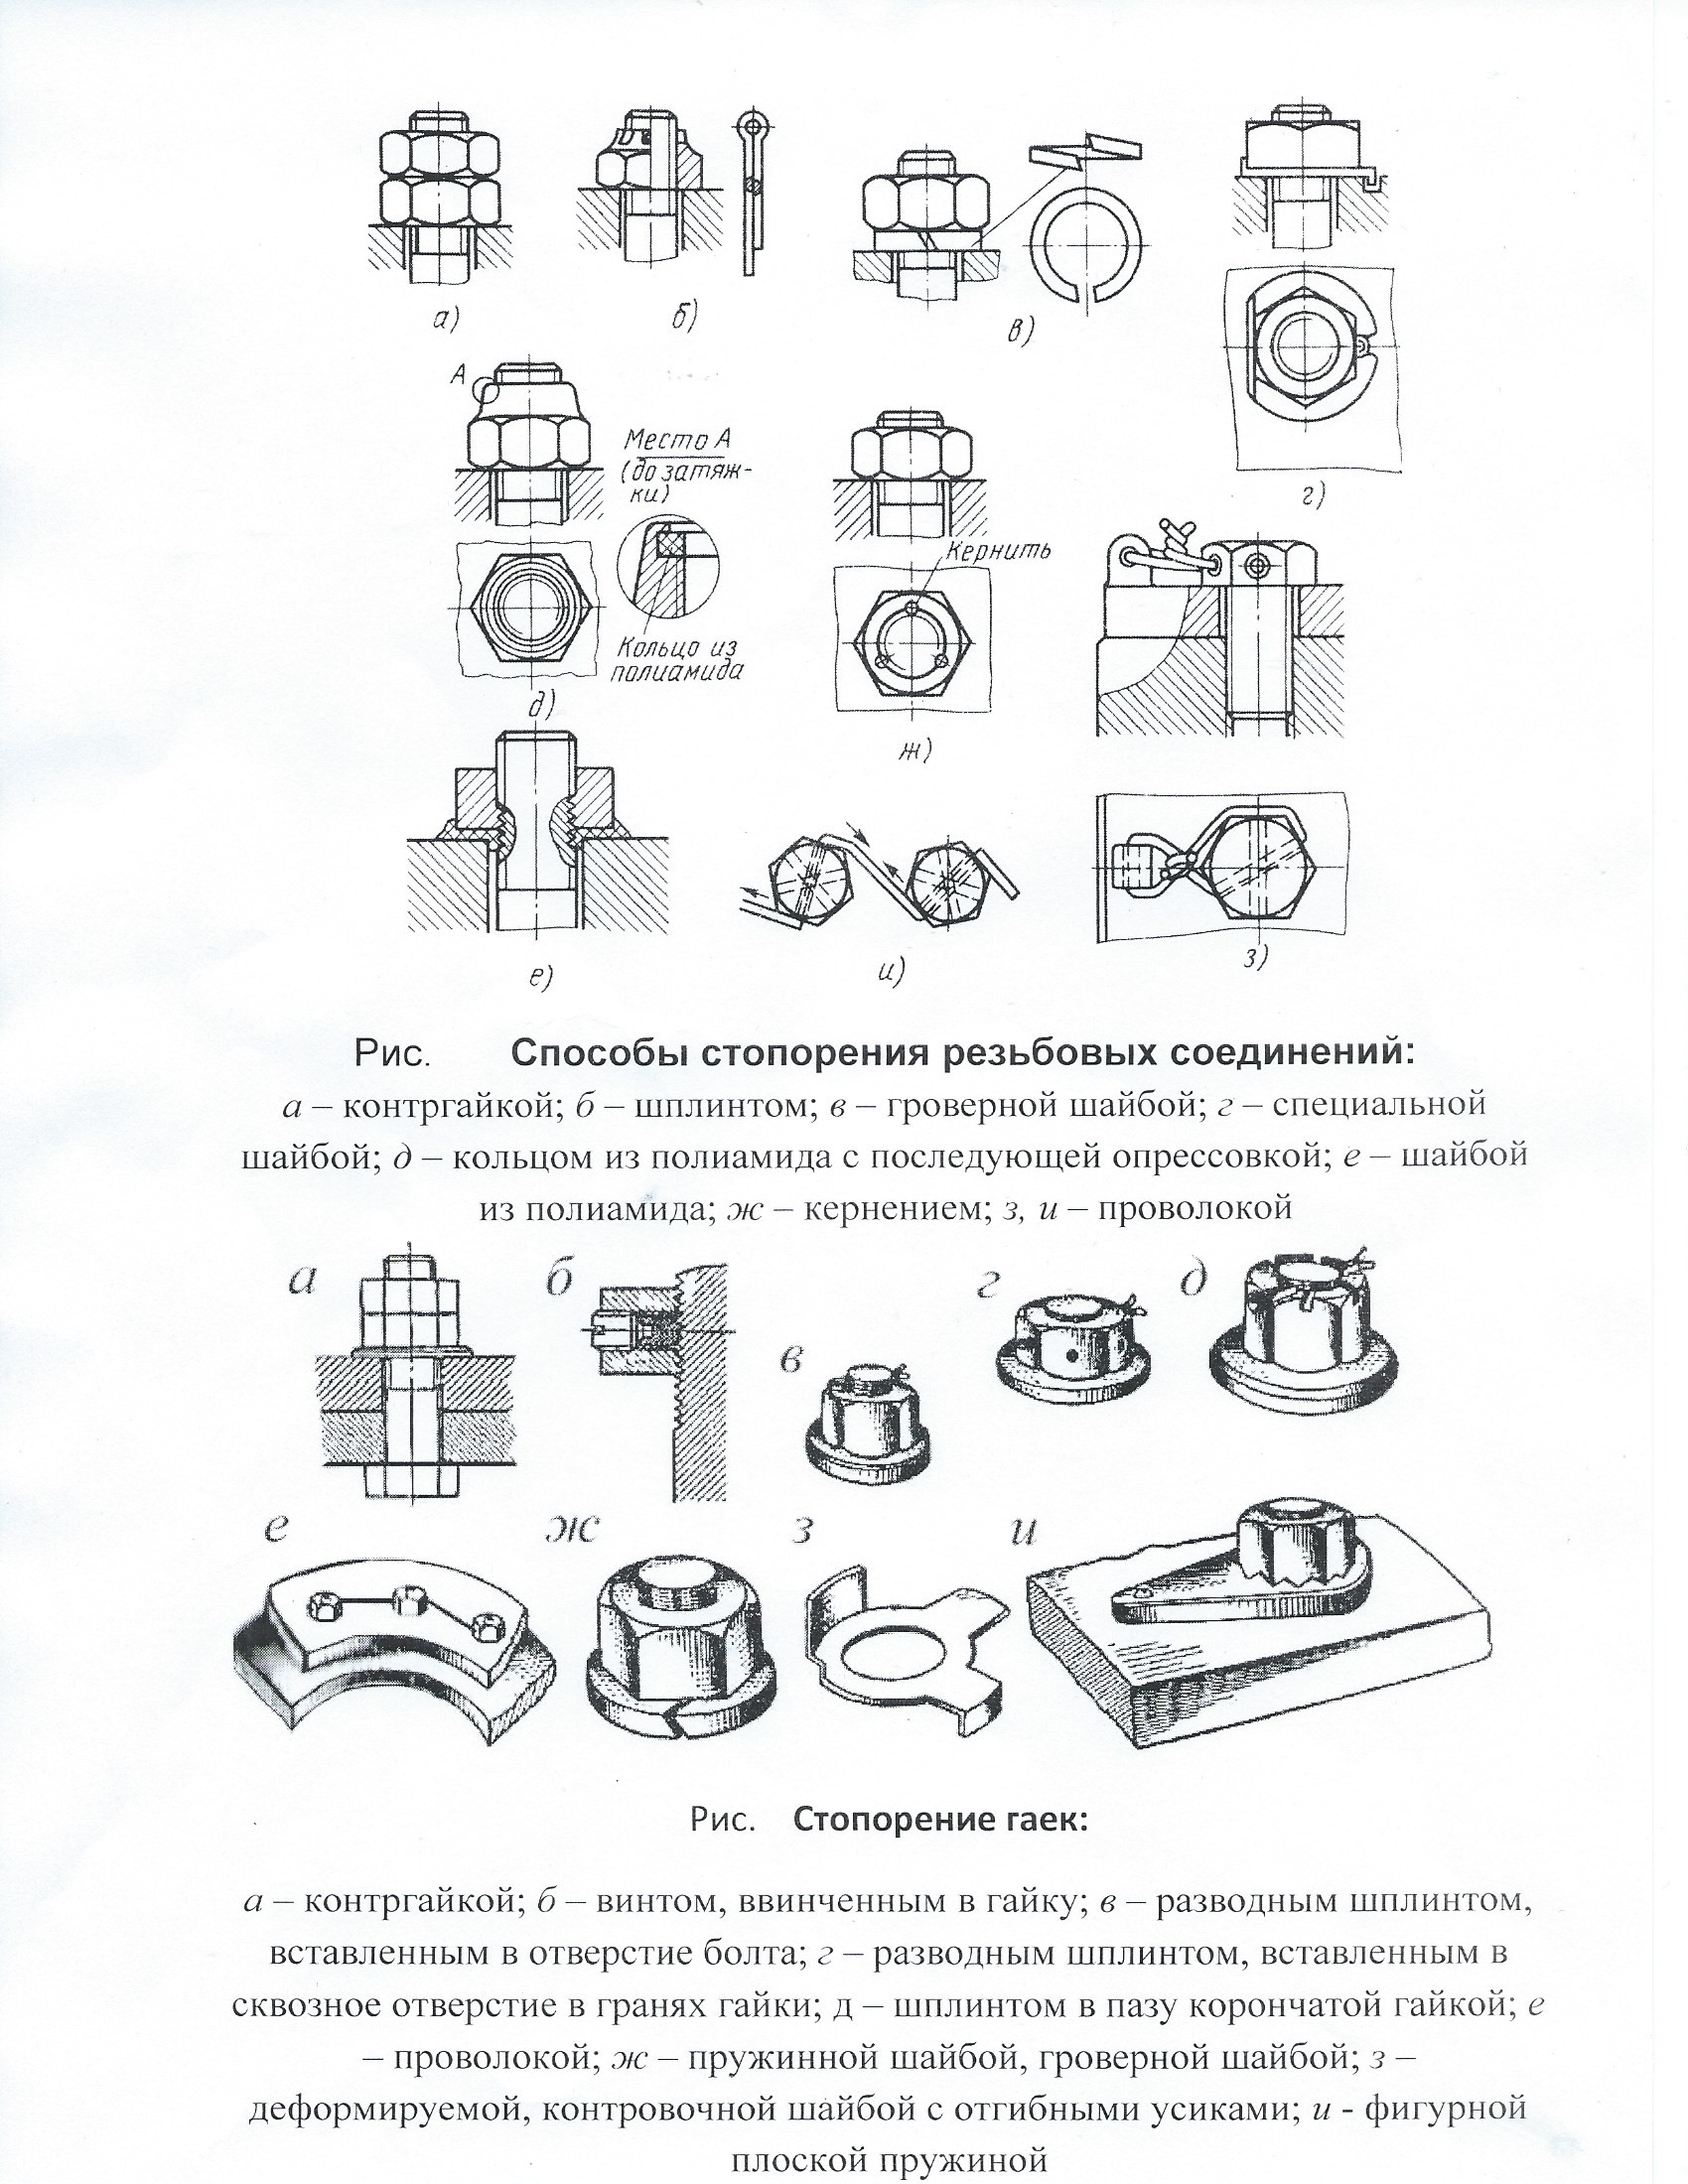 а)
б)
в)
г)
А
Место А
(до затяж-
ки)
Кольцо из
полиамида
д)
Кернить
ж)
е)
и)
з)
Рис. Способы стопорения резьбовых соединений:
а – контргайкой; б – шплинтом; в – гроверной шайбой; г – специальной
шайбой; д – кольцом из полиамида с последующей опрессовкой; е – шайбой
из полиамида; ж – кернением; з, и – проволокой
а
б
в
г
д
е
ж
з
и
Рис. Стопорение гаек:
а – контргайкой; б – винтом, ввинченным в гайку; в – разводным шплинтом,
вставленным в отверстие болта; г – разводным шплинтом, вставленным в
сквозное отверстие в гранях гайки; д – шплинтом в пазу корончатой гайкой; е
– проволокой; ж – пружинной шайбой, гроверной шайбой; з –
деформируемой, контровочной шайбой с отгибными усиками; и - фигурной
плоской пружиной